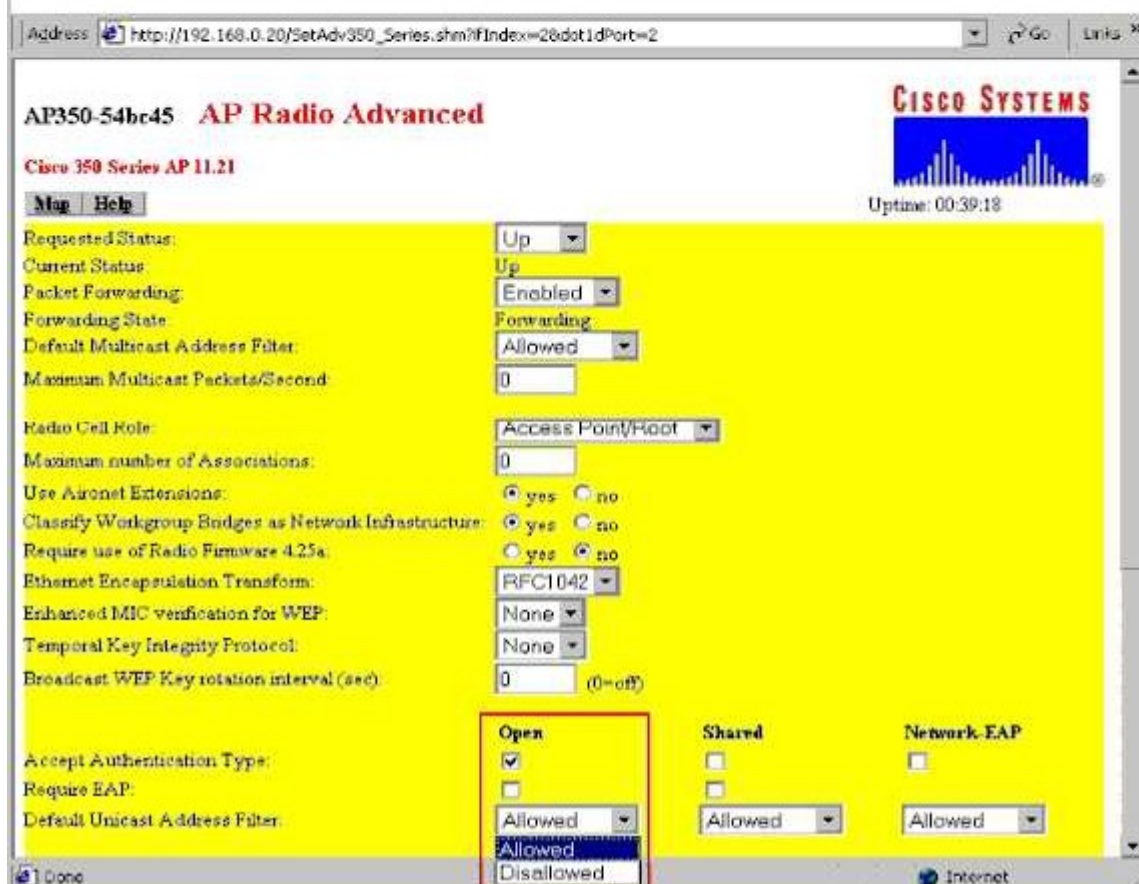 Address http://192.168.0.20/SetAdv350_Series.shm?ifIndex=2&dot1dPort=2 Go Links »
AP350-54bc45 AP Radio Advanced
CISCO SYSTEMS
Cisco 350 Series AP 11.21
®
Map Help
Uptime: 00:39:18
Requested Status: Up
Current Status: Up
Packet Forwarding: Enabled
Forwarding State: Forwarding
Default Multicast Address Filter: Allowed
Maximum Multicast Packets/Second: 0
Radio Cell Role: Access Point/Root
Maximum number of Associations: 0
Use Aironet Extensions: yes no
Classify Workgroup Bridges as Network Infrastructure: yes no
Require use of Radio Firmware 4.25a: yes no
Ethernet Encapsulation Transform: RFC1042
Enhanced MIC verification for WEP: None
Temporal Key Integrity Protocol: None
Broadcast WEP Key rotation interval (sec): 0 (0=off)
Open Shared Network-EAP
Accept Authentication Type:
Require EAP:
Default Unicast Address Filter: Allowed Allowed Allowed
Allowed
Disallowed
Done Internet